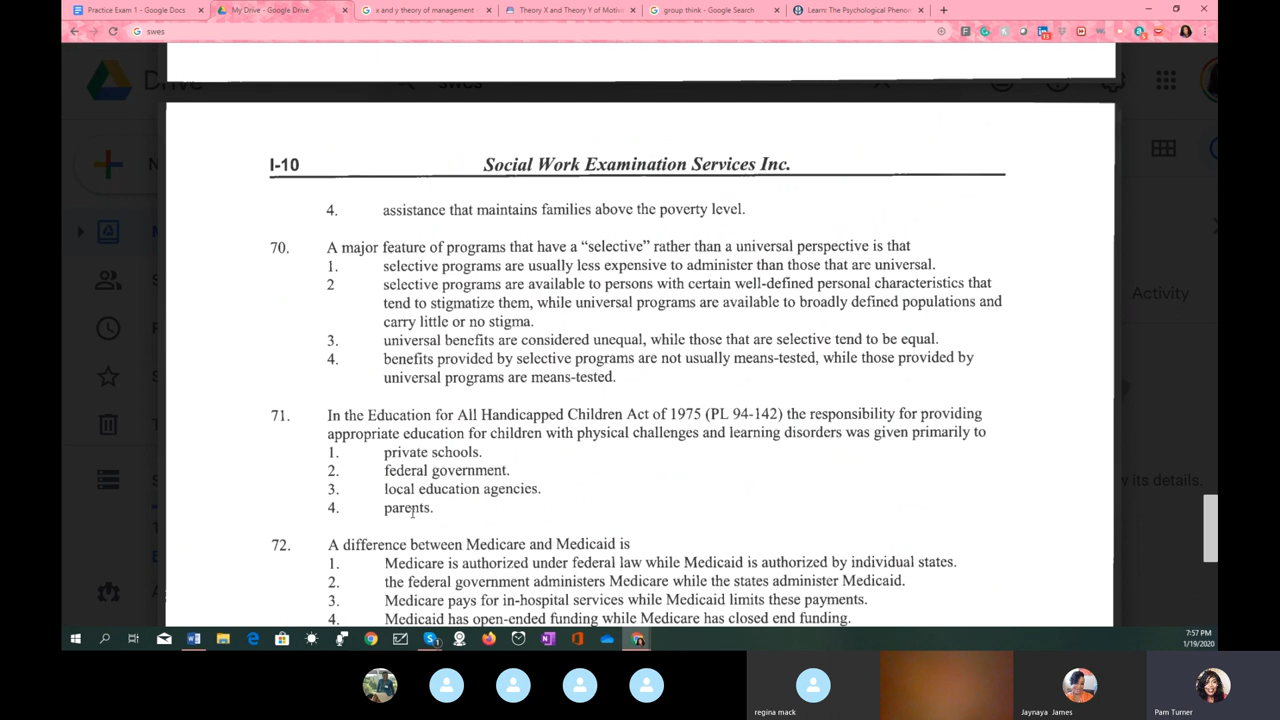 Practice Exam 1 - Google Docs
My Drive - Google Drive
x and y theory of management
Theory X and Theory Y of Motiva
group think - Google Search
Learn: The Psychological Phenom
swes
Drive
swes
I-10
Social Work Examination Services Inc.
4. assistance that maintains families above the poverty level.
70. A major feature of programs that have a “selective” rather than a universal perspective is that
1. selective programs are usually less expensive to administer than those that are universal.
2 selective programs are available to persons with certain well-defined personal characteristics that
tend to stigmatize them, while universal programs are available to broadly defined populations and
carry little or no stigma.
3. universal benefits are considered unequal, while those that are selective tend to be equal.
4. benefits provided by selective programs are not usually means-tested, while those provided by
universal programs are means-tested.
Activity
71. In the Education for All Handicapped Children Act of 1975 (PL 94-142) the responsibility for providing
appropriate education for children with physical challenges and learning disorders was given primarily to
1. private schools.
2. federal government.
3. local education agencies.
4. parents.
w its details.
72. A difference between Medicare and Medicaid is
1. Medicare is authorized under federal law while Medicaid is authorized by individual states.
2. the federal government administers Medicare while the states administer Medicaid.
3. Medicare pays for in-hospital services while Medicaid limits these payments.
4. Medicaid has open-ended funding while Medicare has closed end funding.
7:57 PM
1/19/2020
regina mack
Jaynaya James
Pam Turner